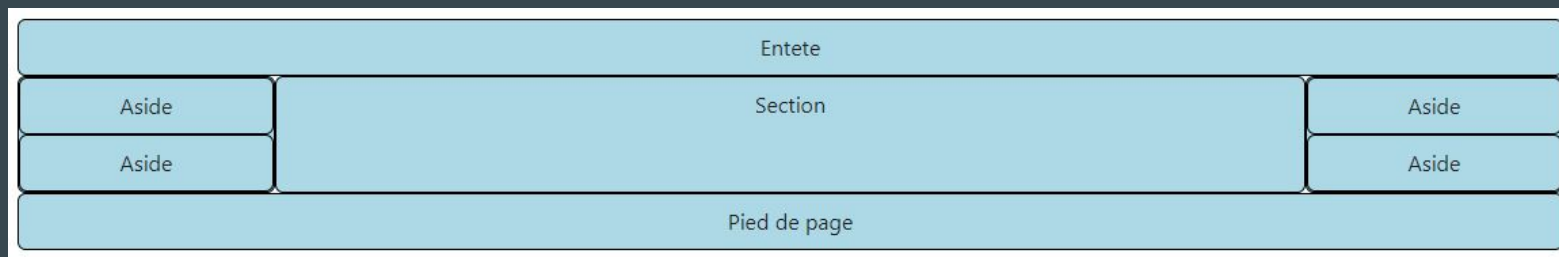 Entete
Aside
Section
Aside
Aside
Aside
Pied de page